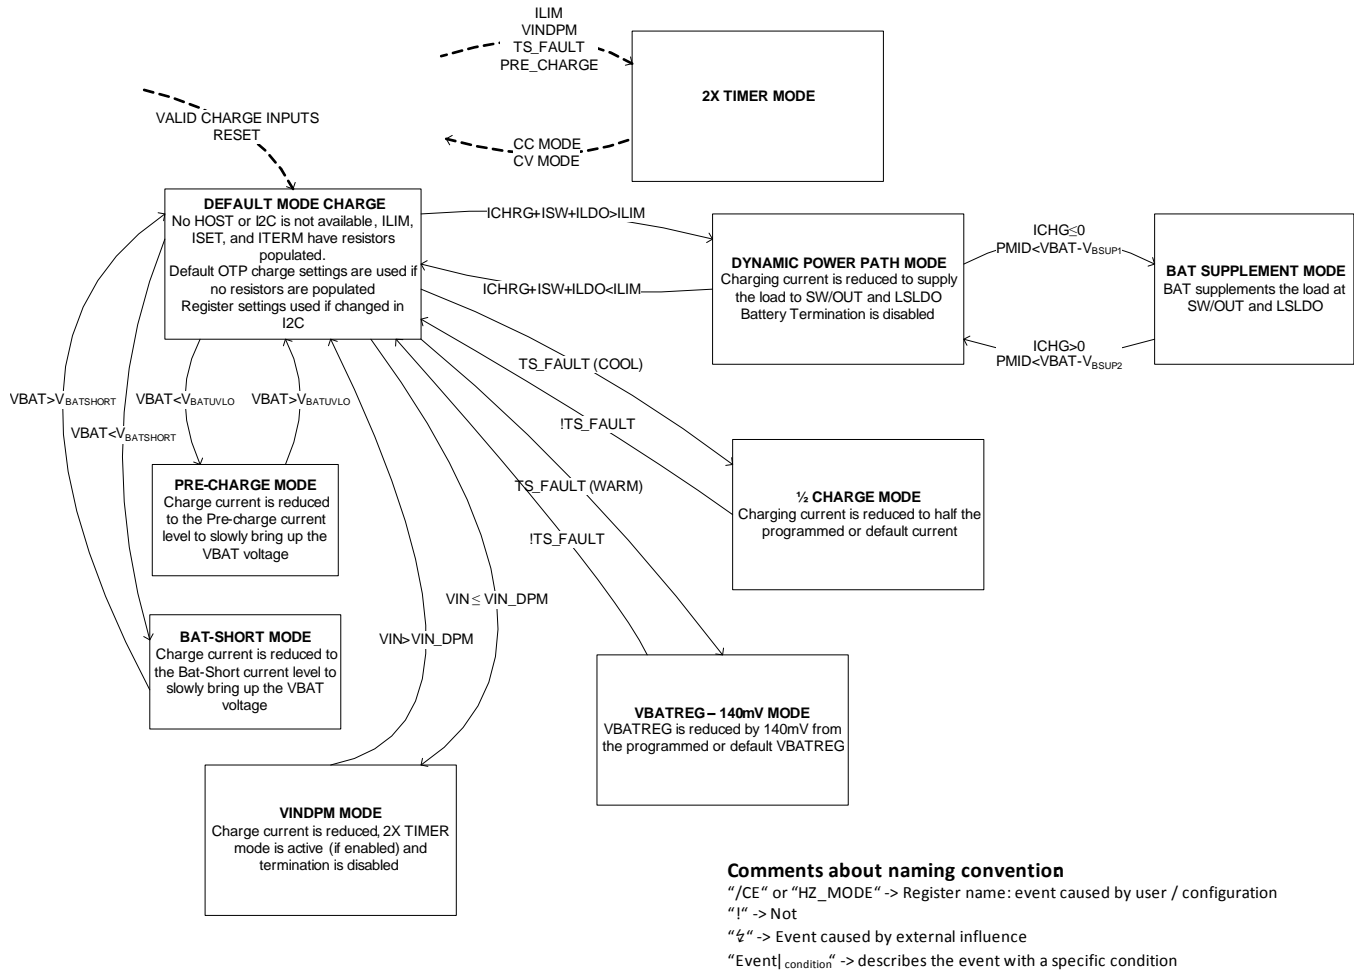 ILIM
VINDPM
TS_FAULT
PRE_CHARGE
2X TIMER MODE
VALID CHARGE INPUTS
RESET
CC MODE
CV MODE
DEFAULT MODE CHARGE
No HOST or I2C is not available, ILIM,
ISET, and ITERM have resistors
populated.
Default OTP charge settings are used if
no resistors are populated
Register settings used if changed in
I2C
ICHRG+ISW+ILDO>ILIM
ICHRG+ISW+ILDO<ILIM
DYNAMIC POWER PATH MODE
Charging current is reduced to supply
the load to SW/OUT and LSLDO
Battery Termination is disabled
ICHG≤0
PMID<VBAT-VBSUP1
ICHG>0
PMID<VBAT-VBSUP2
BAT SUPPLEMENT MODE
BAT supplements the load at
SW/OUT and LSLDO
TS_FAULT (COOL)
!TS_FAULT
VBAT>VBATSHORT
VBAT<VBATUVLO
VBAT>VBATUVLO
VBAT<VBATSHORT
PRE-CHARGE MODE
Charge current is reduced
to the Pre-charge current
level to slowly bring up the
VBAT voltage
½ CHARGE MODE
Charging current is reduced to half the
programmed or default current
TS_FAULT (WARM)
!TS_FAULT
VIN ≤ VIN_DPM
VIN>VIN_DPM
BAT-SHORT MODE
Charge current is reduced to
the Bat-Short current level to
slowly bring up the VBAT
voltage
VBATREG – 140mV MODE
VBATREG is reduced by 140mV from
the programmed or default VBATREG
VINDPM MODE
Charge current is reduced, 2X TIMER
mode is active (if enabled) and
termination is disabled
Comments about naming convention:
“/CE“ or “HZ_MODE“ -> Register name: event caused by user / configuration
“!“ -> Not
“↯“ -> Event caused by external influence
“Event|condition“ -> describes the event with a specific condition